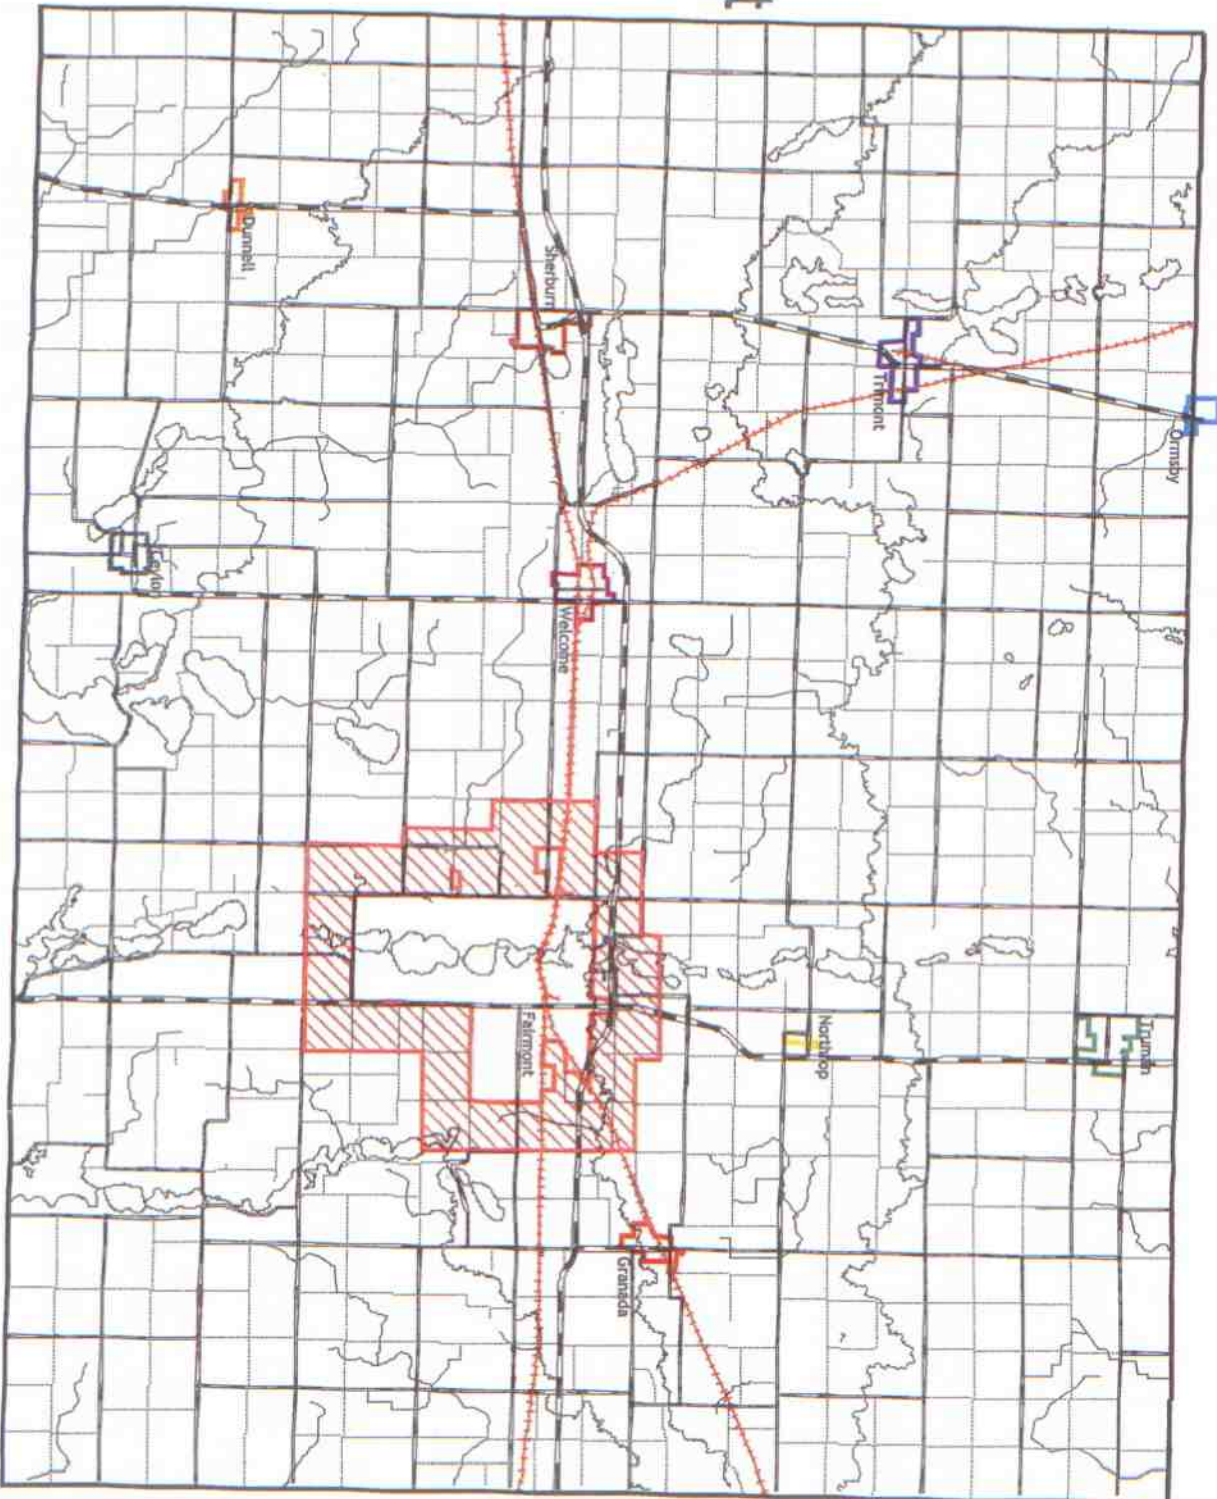 Ormsby
Trimont
Sherburn
Dunnell
Welcome
Truman
Northrop
Fairmont
Granada